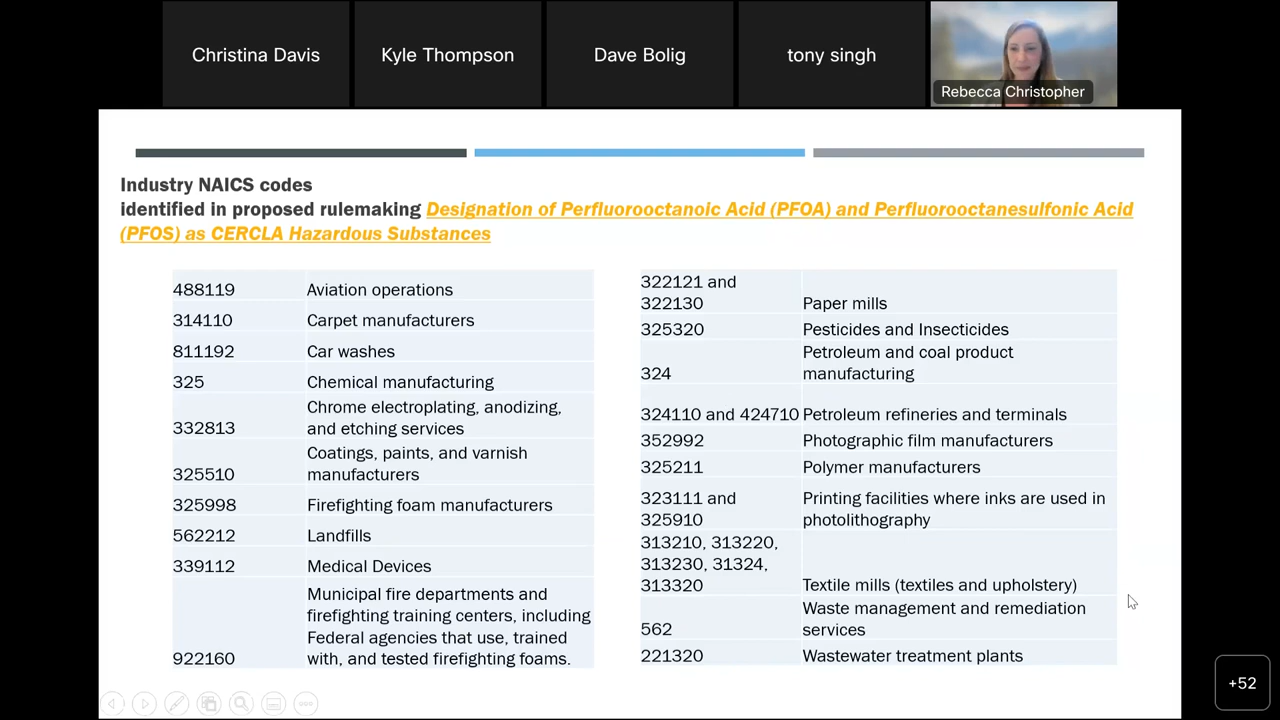 Christina Davis
Kyle Thompson
Dave Bolig
tony singh
Rebecca Christopher
Industry NAICS codes
identified in proposed rulemaking Designation of Perfluorooctanoic Acid (PFOA) and Perfluorooctanesulfonic Acid
(PFOS) as CERCLA Hazardous Substances
488119 Aviation operations
314110 Carpet manufacturers
811192 Car washes
325 Chemical manufacturing
Chrome electroplating, anodizing,
332813 and etching services
Coatings, paints, and varnish
325510 manufacturers
325998 Firefighting foam manufacturers
562212 Landfills
339112 Medical Devices
Municipal fire departments and
firefighting training centers, including
Federal agencies that use, trained
922160 with, and tested firefighting foams.
322121 and
322130 Paper mills
325320 Pesticides and Insecticides
Petroleum and coal product
324 manufacturing
324110 and 424710 Petroleum refineries and terminals
352992 Photographic film manufacturers
325211 Polymer manufacturers
323111 and Printing facilities where inks are used in
325910 photolithography
313210, 313220,
313230, 31324,
313320 Textile mills (textiles and upholstery)
Waste management and remediation
562 services
221320 Wastewater treatment plants
+52